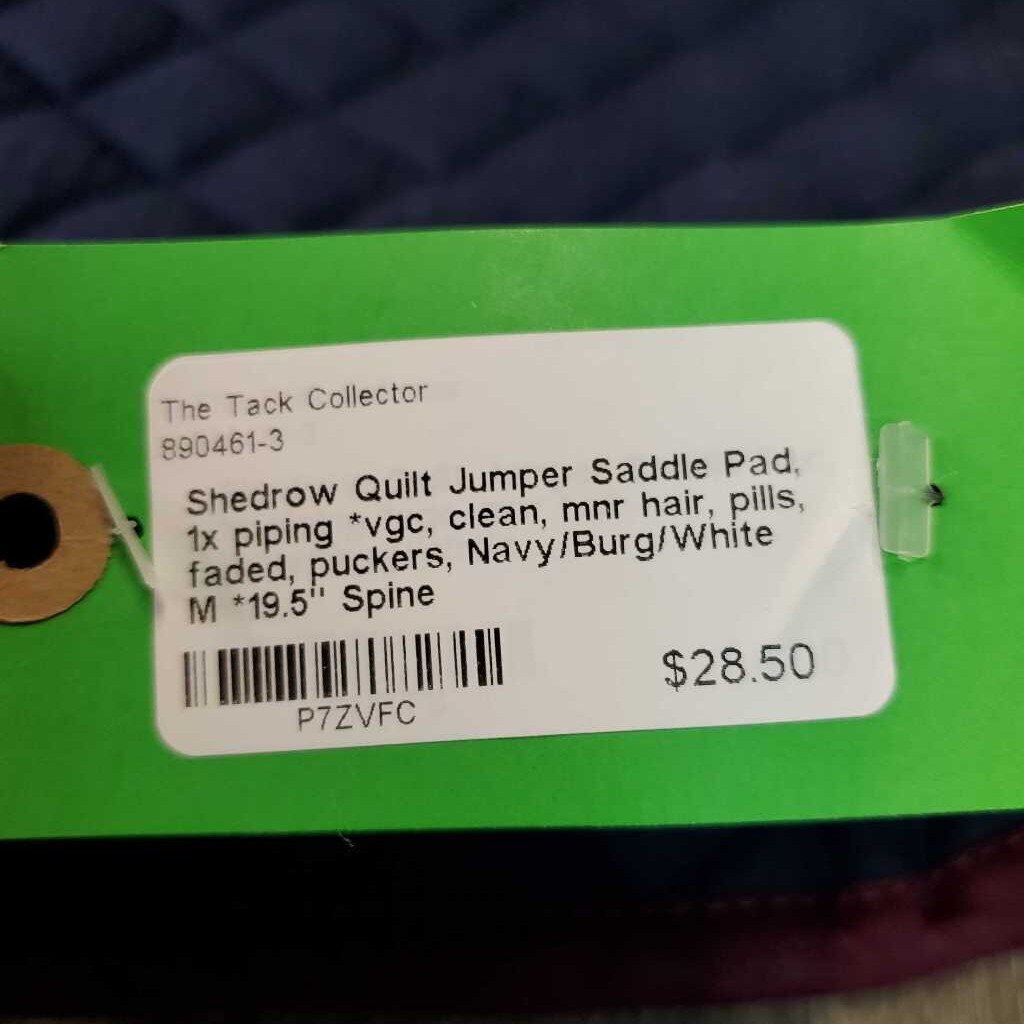 The Tack Collector
890461-3
Shedrow Quilt Jumper Saddle Pad,
1x piping *vgc, clean, mnr hair, pills,
faded, puckers, Navy/Burg/White
M *19.5" Spine
P7ZVFC
$28.50